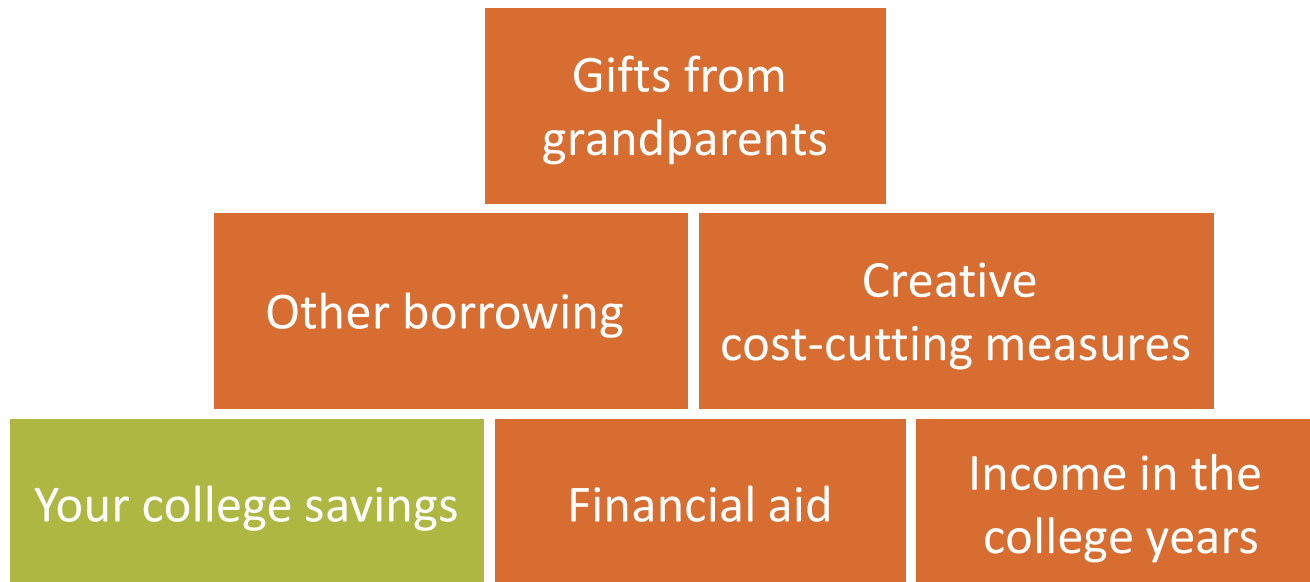 Gifts from
grandparents
Other borrowing
Creative
cost-cutting measures
Your college savings
Financial aid
Income in the
college years